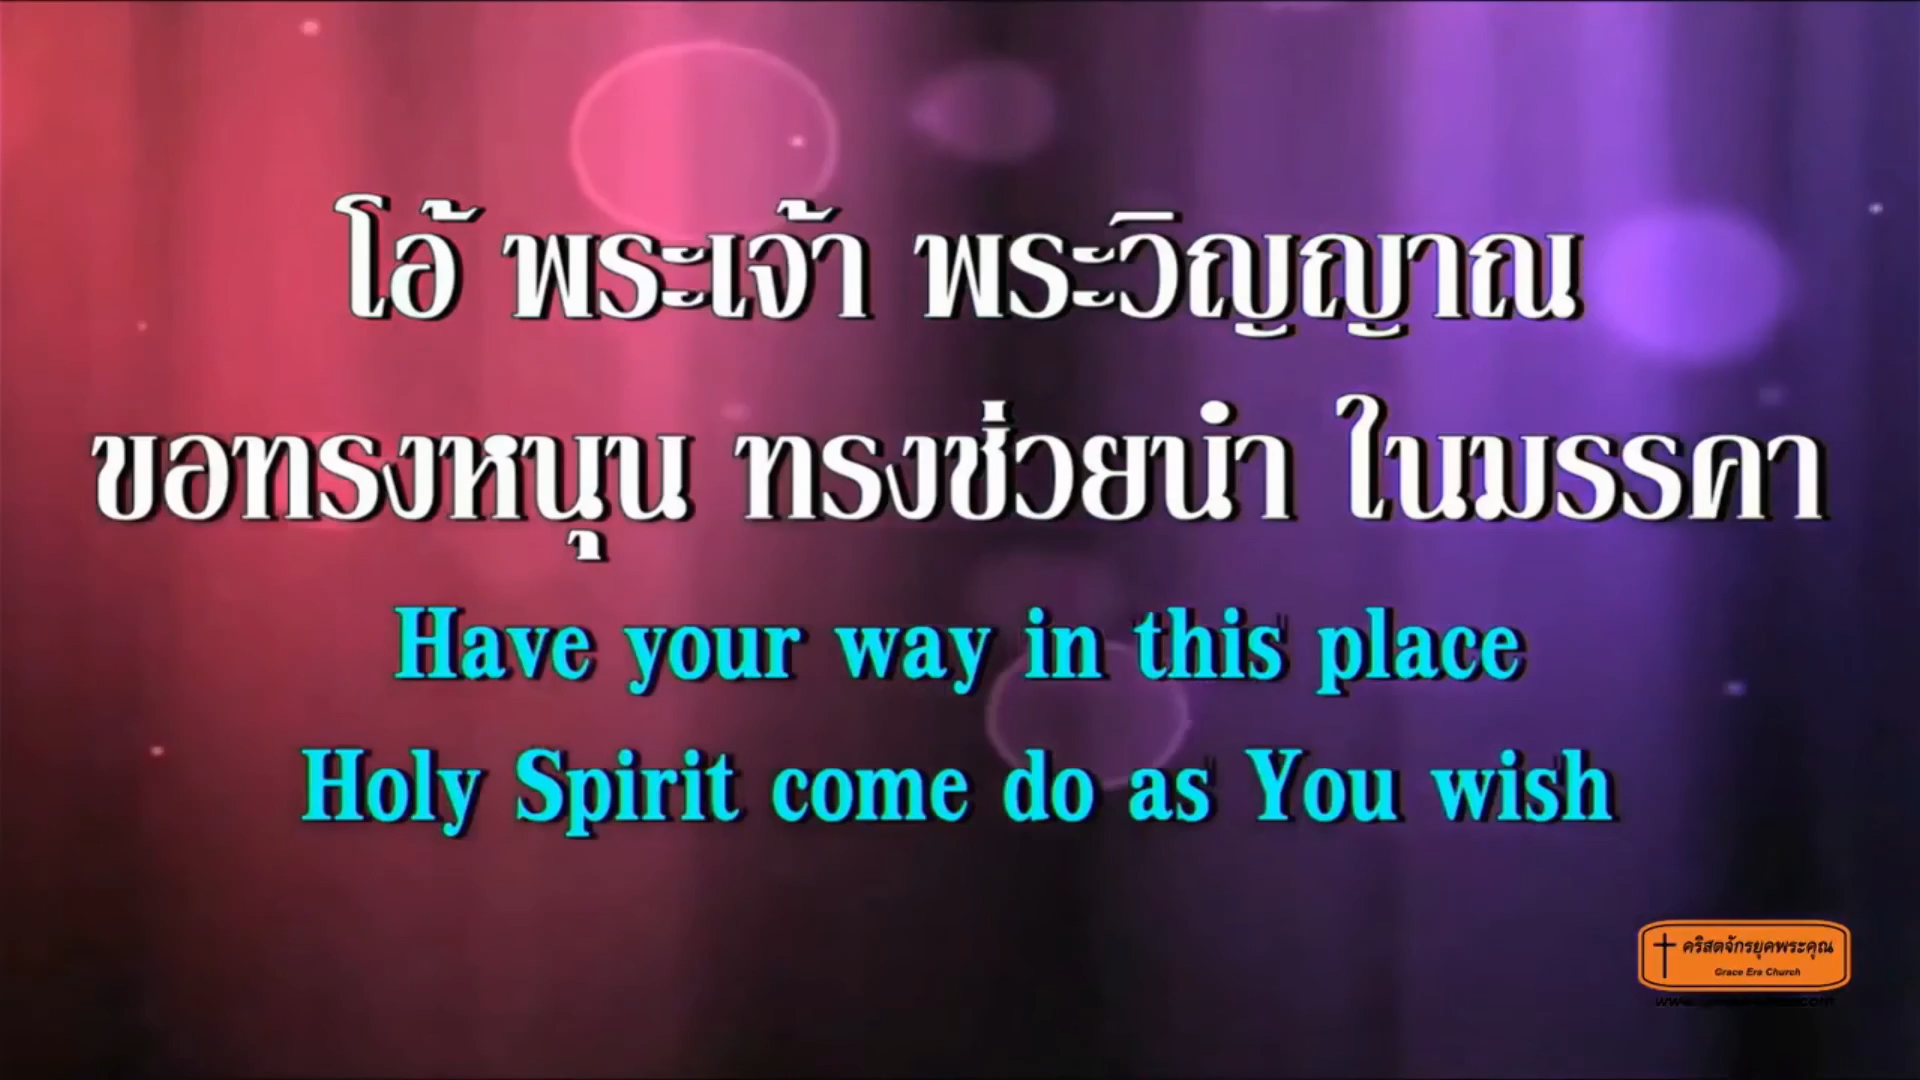 โอ้ พระเจ้า พระวิญญาณ
ขอทรงหนุน ทรงช่วยนำ ในมรรคา
Have your way in this place
Holy Spirit come do as You wish
คริสตจักรยุคพระคุณ
Grace Era Church